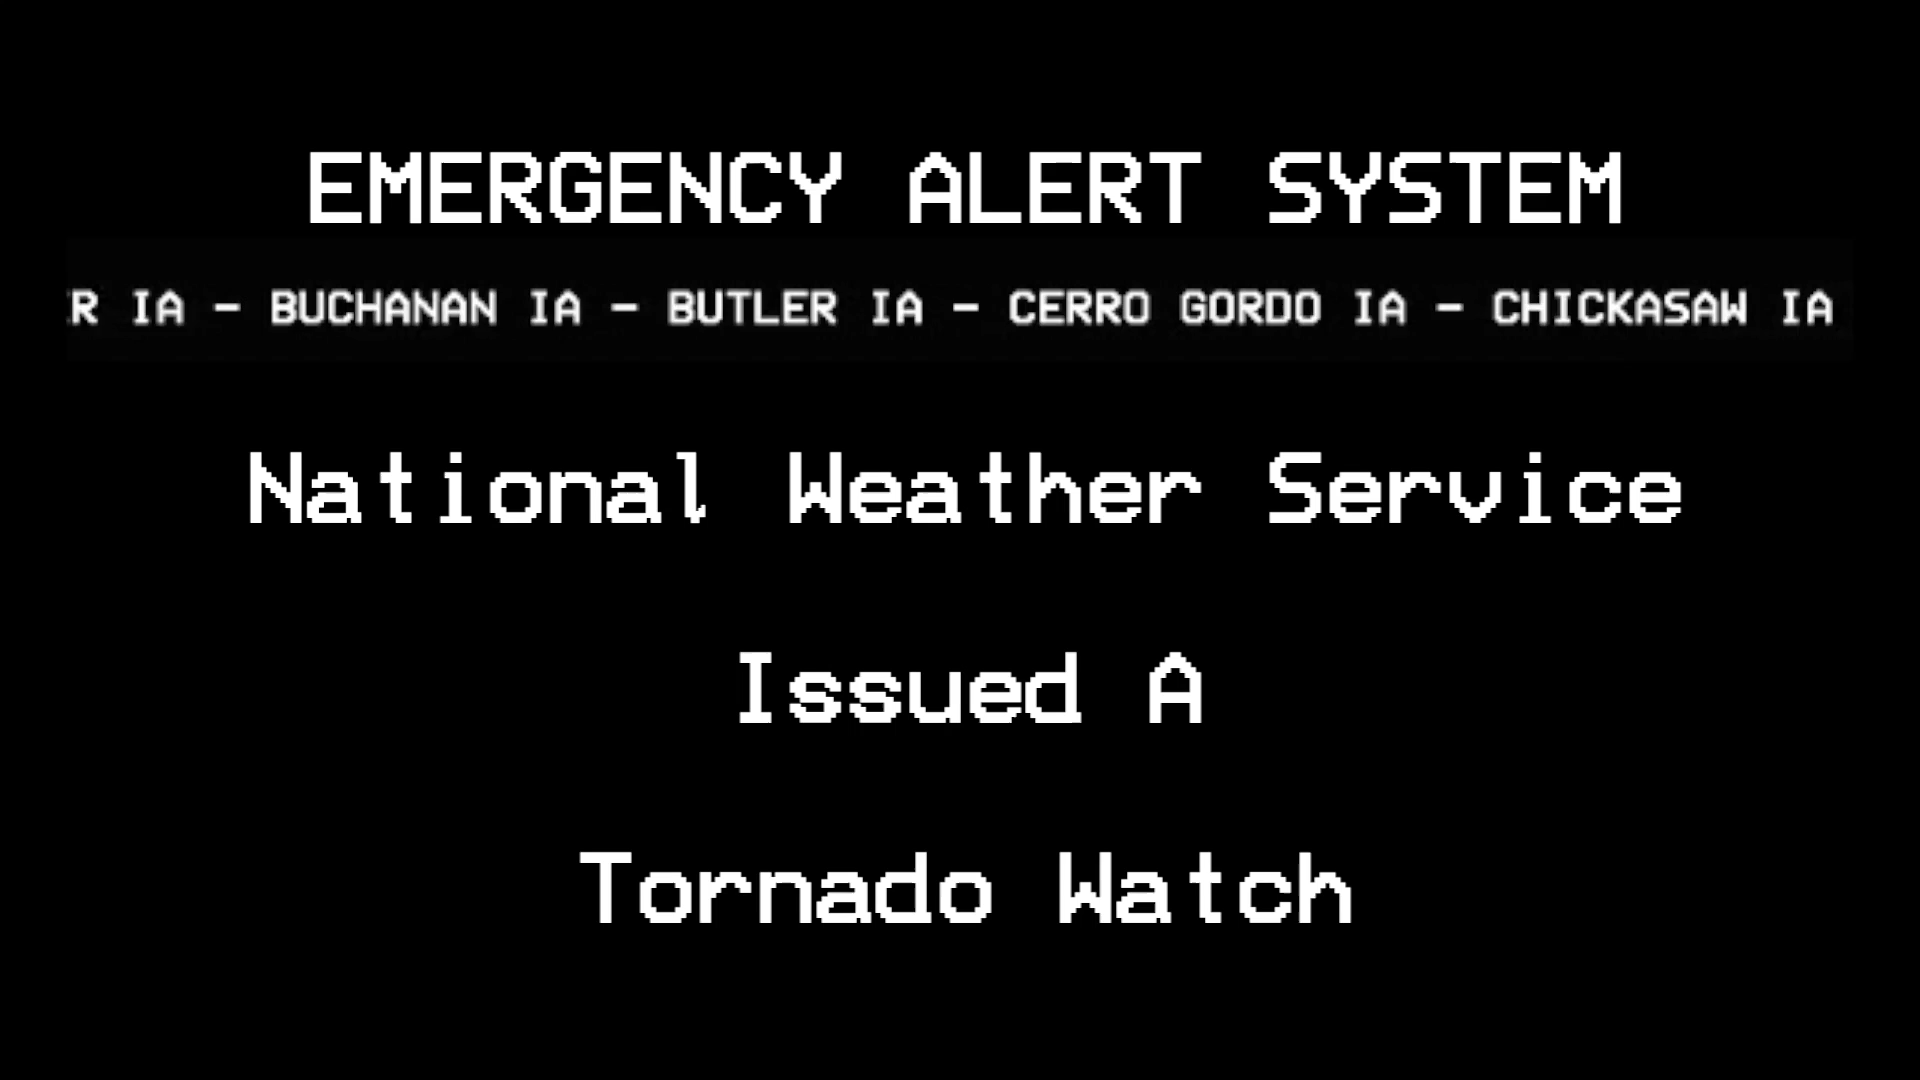 EMERGENCY ALERT SYSTEM
R IA - BUCHANAN IA - BUTLER IA - CERRO GORDO IA - CHICKASAW IA
National Weather Service
Issued A
Tornado Watch